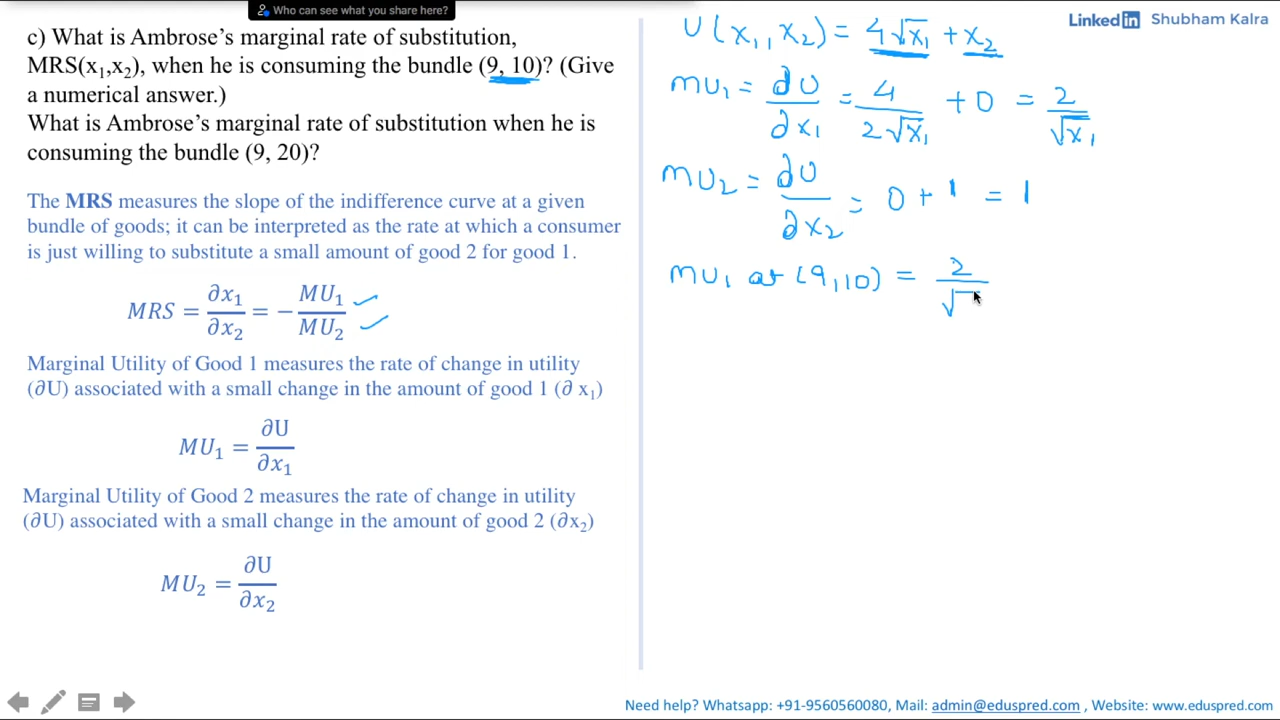 Who can see what you share here?
Linked in Shubham Kalra
c) What is Ambrose's marginal rate of substitution,
MRS(x₁,x₂), when he is consuming the bundle (9, 10)? (Give
a numerical answer.)
What is Ambrose's marginal rate of substitution when he is
consuming the bundle (9, 20)?
The MRS measures the slope of the indifference curve at a given
bundle of goods; it can be interpreted as the rate at which a consumer
is just willing to substitute a small amount of good 2 for good 1.
MRS = ∂x₁/∂x₂ = − MU₁/MU₂
Marginal Utility of Good 1 measures the rate of change in utility
(∂U) associated with a small change in the amount of good 1 (∂ x₁)
MU₁ = ∂U/∂x₁
Marginal Utility of Good 2 measures the rate of change in utility
(∂U) associated with a small change in the amount of good 2 (∂x₂)
MU₂ = ∂U/∂x₂
U(x₁, x₂) = 4√x₁ + x₂
MU₁ = ∂U/∂x₁ = 4/2√x₁ + 0 = 2/√x₁
MU₂ = ∂U/∂x₂ = 0 + 1 = 1
MU₁ at (9,10) = 2/√
Need help? Whatsapp: +91-9560560080, Mail: admin@eduspred.com , Website: www.eduspred.com